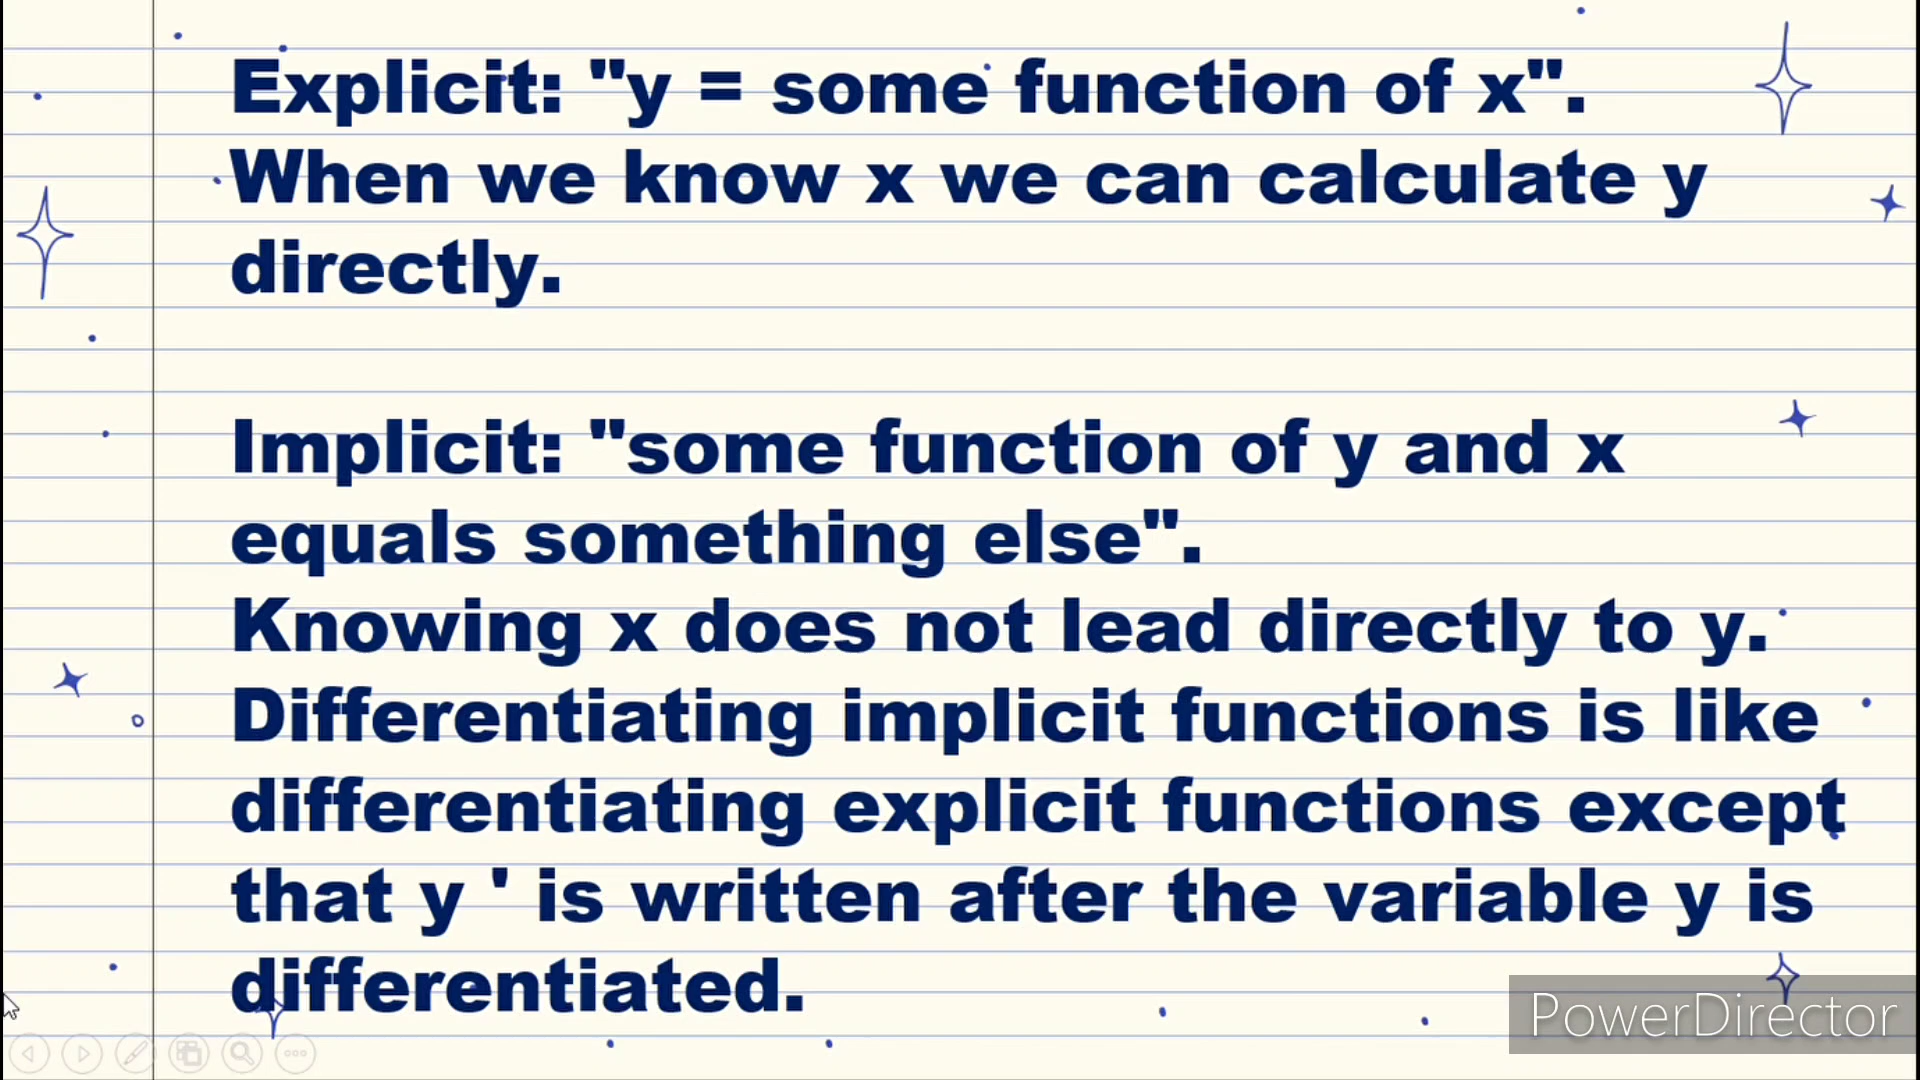 Explicit: "y = some function of x".
When we know x we can calculate y
directly.
Implicit: "some function of y and x
equals something else".
Knowing x does not lead directly to y.
Differentiating implicit functions is like
differentiating explicit functions except
that y ' is written after the variable y is
differentiated.
PowerDirector